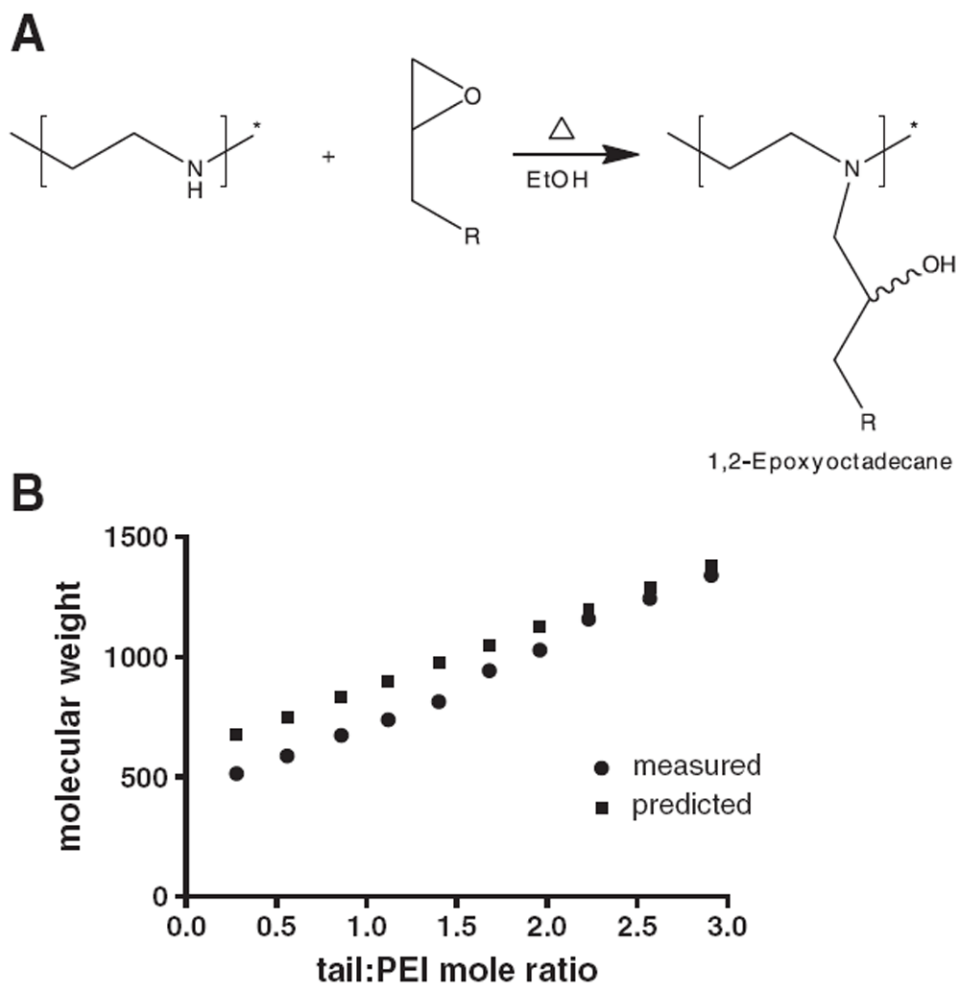 A
N
H
*
+
O
R
△
EtOH
N
*
OH
R
1,2-Epoxyoctadecane
B
molecular weight
1500
1000
500
0
measured
predicted
0.0 0.5 1.0 1.5 2.0 2.5 3.0
tail:PEI mole ratio